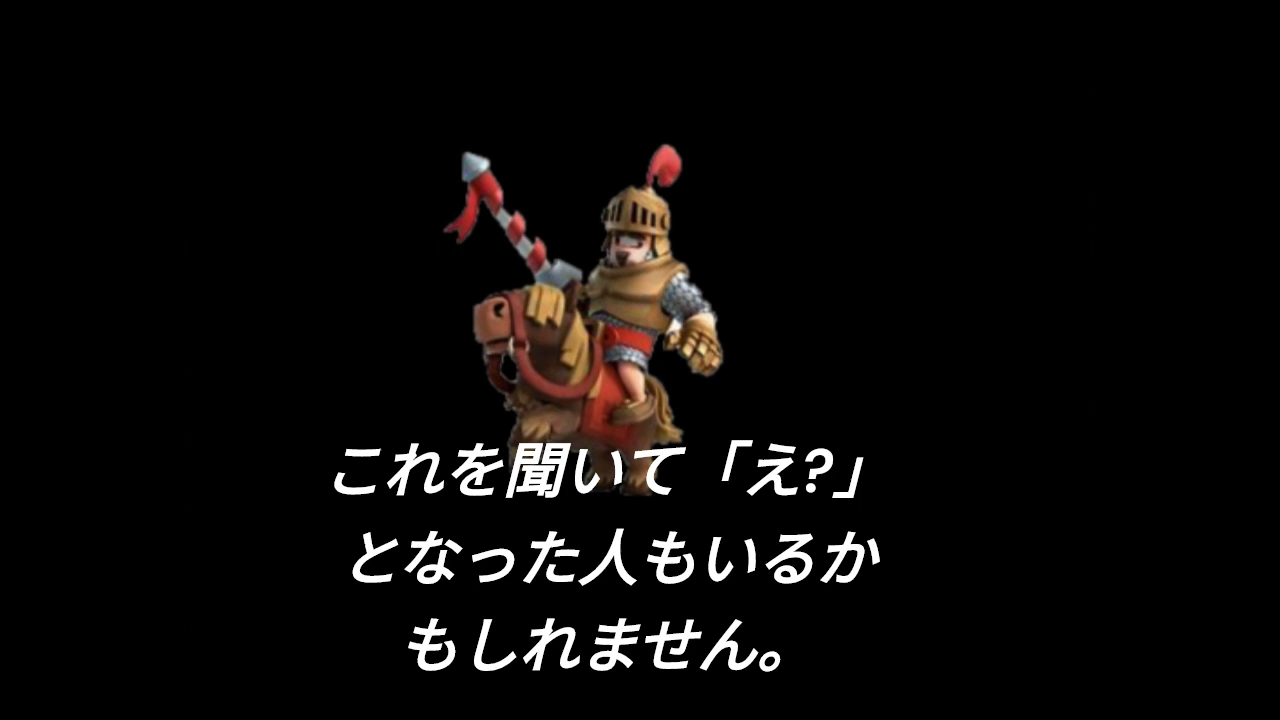 これを聞いて「え?」
となった人もいるか
もしれません。